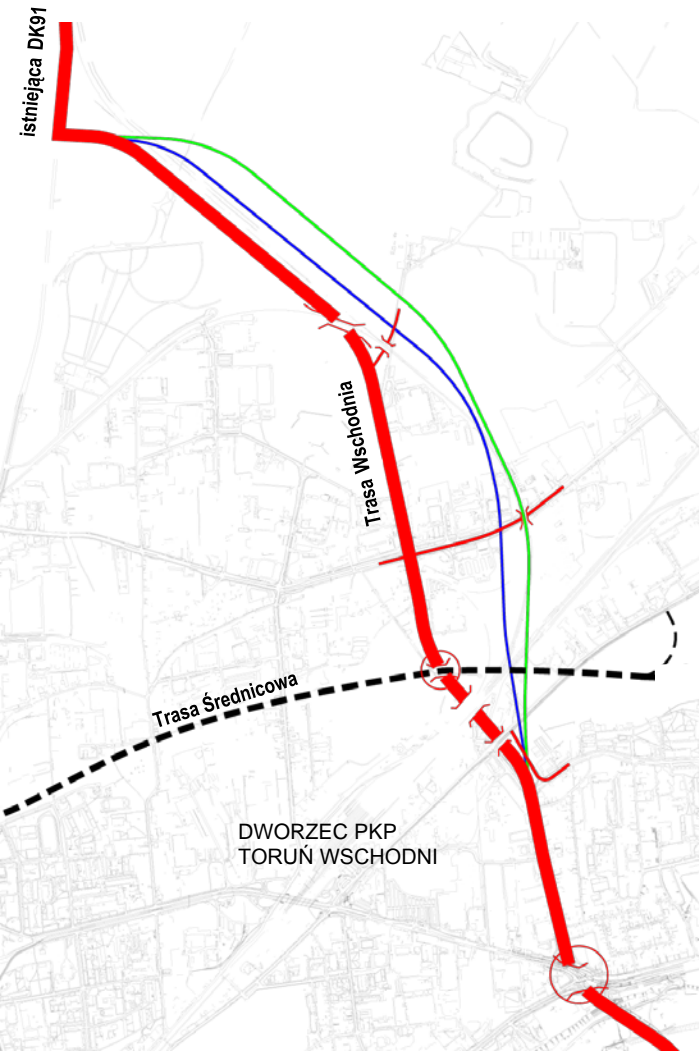 istniejąca DK91
Trasa Wschodnia
Trasa Średnicowa
DWORZEC PKP
TORUŃ WSCHODNI